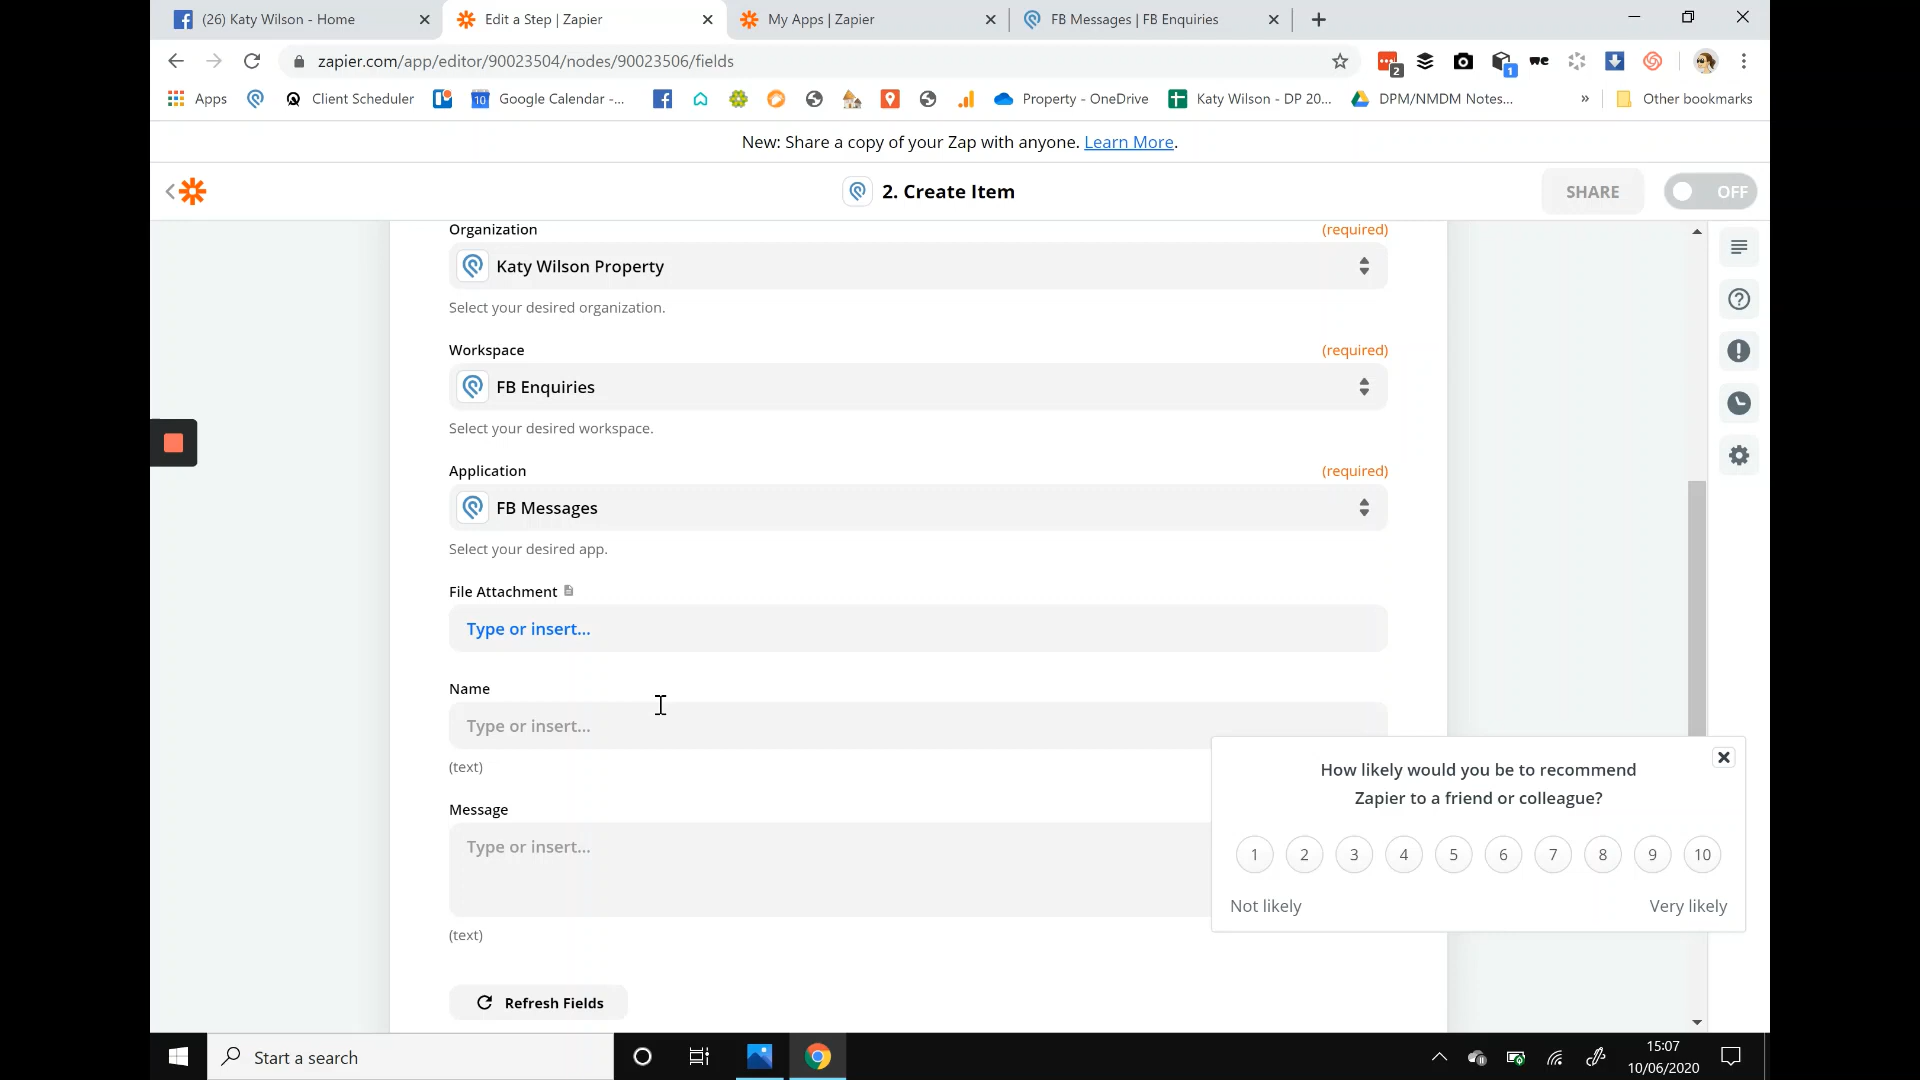 (26) Katy Wilson - Home
Edit a Step | Zapier
My Apps | Zapier
FB Messages | FB Enquiries
zapier.com/app/editor/90023504/nodes/90023506/fields
2
1
Apps
Client Scheduler
10
Google Calendar -...
Property - OneDrive
Katy Wilson - DP 20...
DPM/NMDM Notes...
»
Other bookmarks
New: Share a copy of your Zap with anyone. Learn More.
2. Create Item
SHARE
OFF
Organization
(required)
Katy Wilson Property
Select your desired organization.
Workspace
(required)
FB Enquiries
Select your desired workspace.
Application
(required)
FB Messages
Select your desired app.
File Attachment
Type or insert...
Name
Type or insert...
(text)
Message
Type or insert...
(text)
Refresh Fields
How likely would you be to recommend
Zapier to a friend or colleague?
1 2 3 4 5 6 7 8 9 10
Not likely
Very likely
Start a search
15:07
10/06/2020